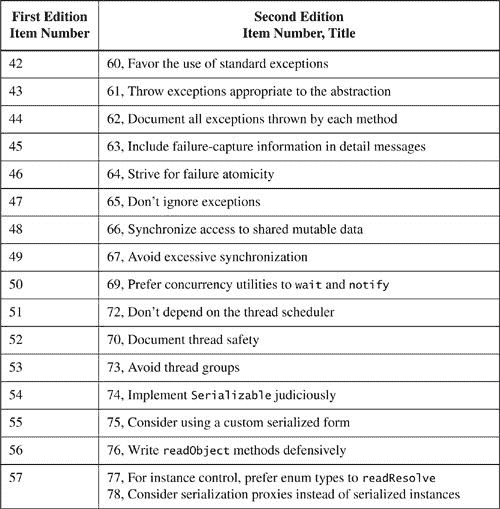 First Edition Item Number Second Edition Item Number, Title
42 60, Favor the use of standard exceptions
43 61, Throw exceptions appropriate to the abstraction
44 62, Document all exceptions thrown by each method
45 63, Include failure-capture information in detail messages
46 64, Strive for failure atomicity
47 65, Don’t ignore exceptions
48 66, Synchronize access to shared mutable data
49 67, Avoid excessive synchronization
50 69, Prefer concurrency utilities to wait and notify
51 72, Don’t depend on the thread scheduler
52 70, Document thread safety
53 73, Avoid thread groups
54 74, Implement Serializable judiciously
55 75, Consider using a custom serialized form
56 76, Write readObject methods defensively
57 77, For instance control, prefer enum types to readResolve
78, Consider serialization proxies instead of serialized instances